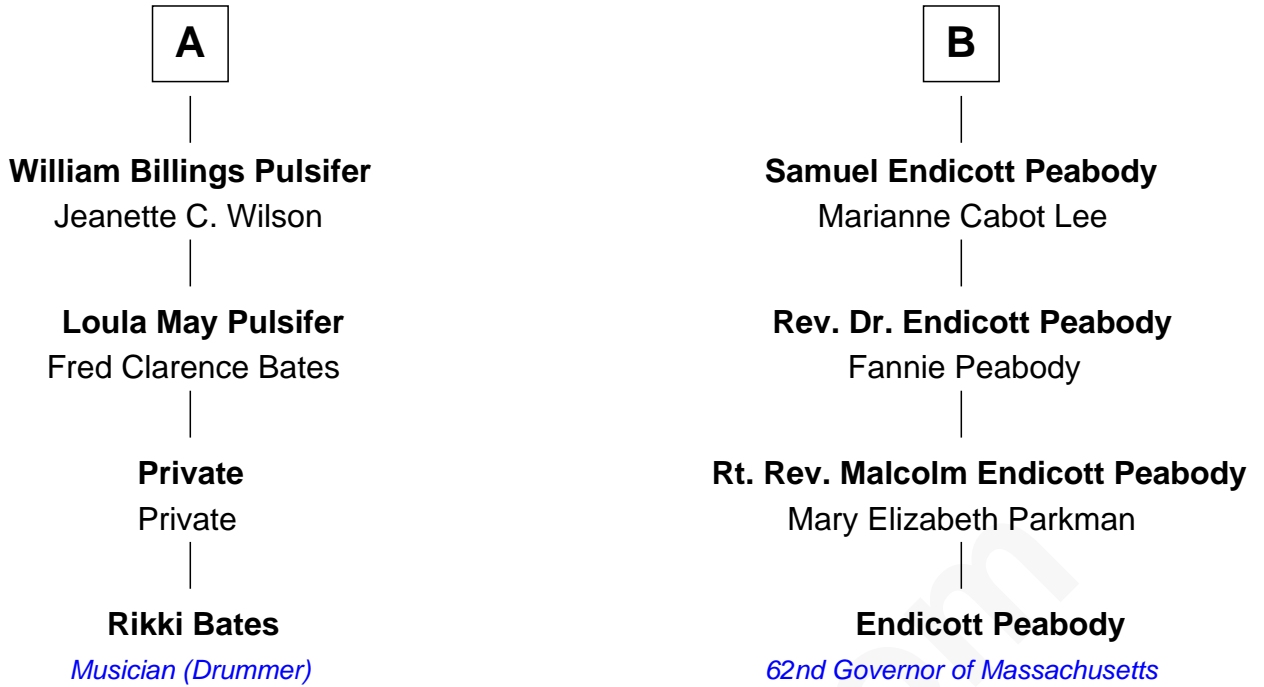 A
William Billings Pulsifer
Jeanette C. Wilson
Loula May Pulsifer
Fred Clarence Bates
Private
Private
Rikki Bates
Musician (Drummer)
B
Samuel Endicott Peabody
Marianne Cabot Lee
Rev. Dr. Endicott Peabody
Fannie Peabody
Rt. Rev. Malcolm Endicott Peabody
Mary Elizabeth Parkman
Endicott Peabody
62nd Governor of Massachusetts